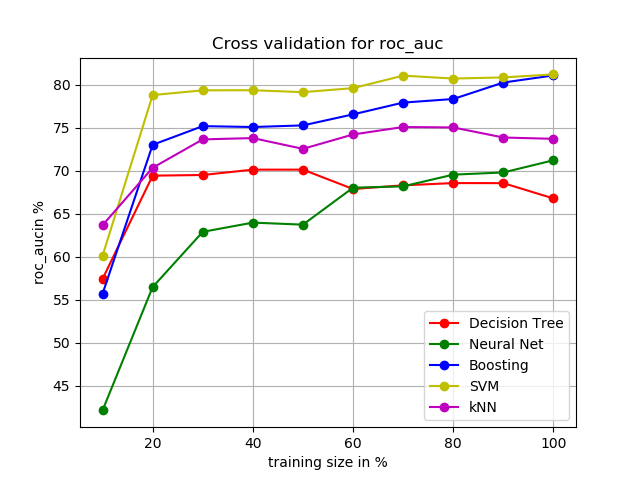 Cross validation for roc_auc
roc_aucin %
80
75
70
65
60
55
50
45
20
40
60
80
100
training size in %
Decision Tree
Neural Net
Boosting
SVM
kNN